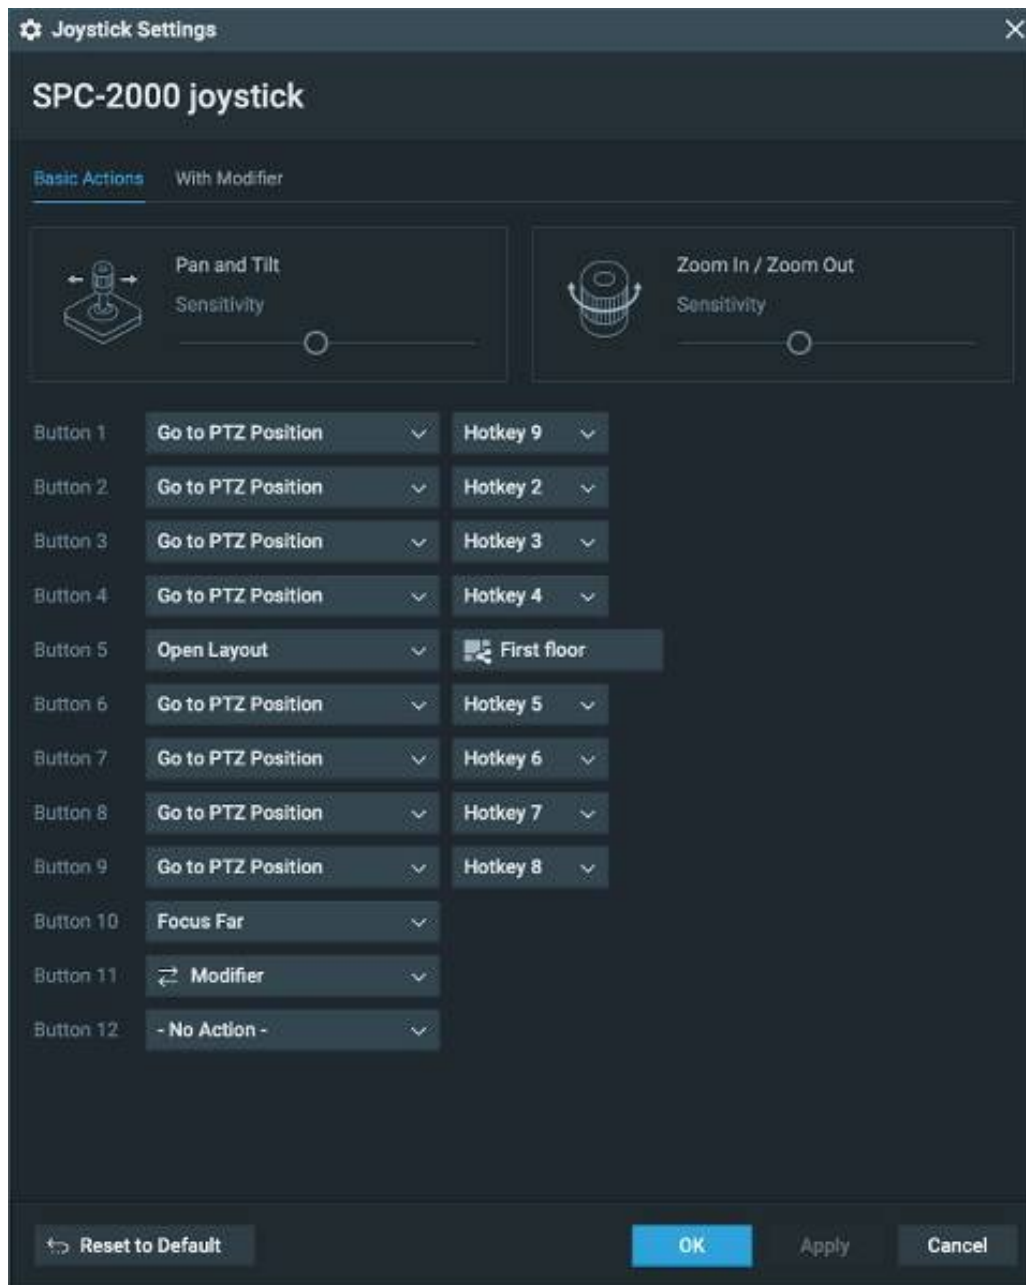 Joystick Settings
SPC-2000 joystick
Basic Actions With Modifier
Pan and Tilt
Sensitivity
Zoom In / Zoom Out
Sensitivity
Button 1 Go to PTZ Position Hotkey 9
Button 2 Go to PTZ Position Hotkey 2
Button 3 Go to PTZ Position Hotkey 3
Button 4 Go to PTZ Position Hotkey 4
Button 5 Open Layout First floor
Button 6 Go to PTZ Position Hotkey 5
Button 7 Go to PTZ Position Hotkey 6
Button 8 Go to PTZ Position Hotkey 7
Button 9 Go to PTZ Position Hotkey 8
Button 10 Focus Far
Button 11 Modifier
Button 12 - No Action -
Reset to Default OK Apply Cancel